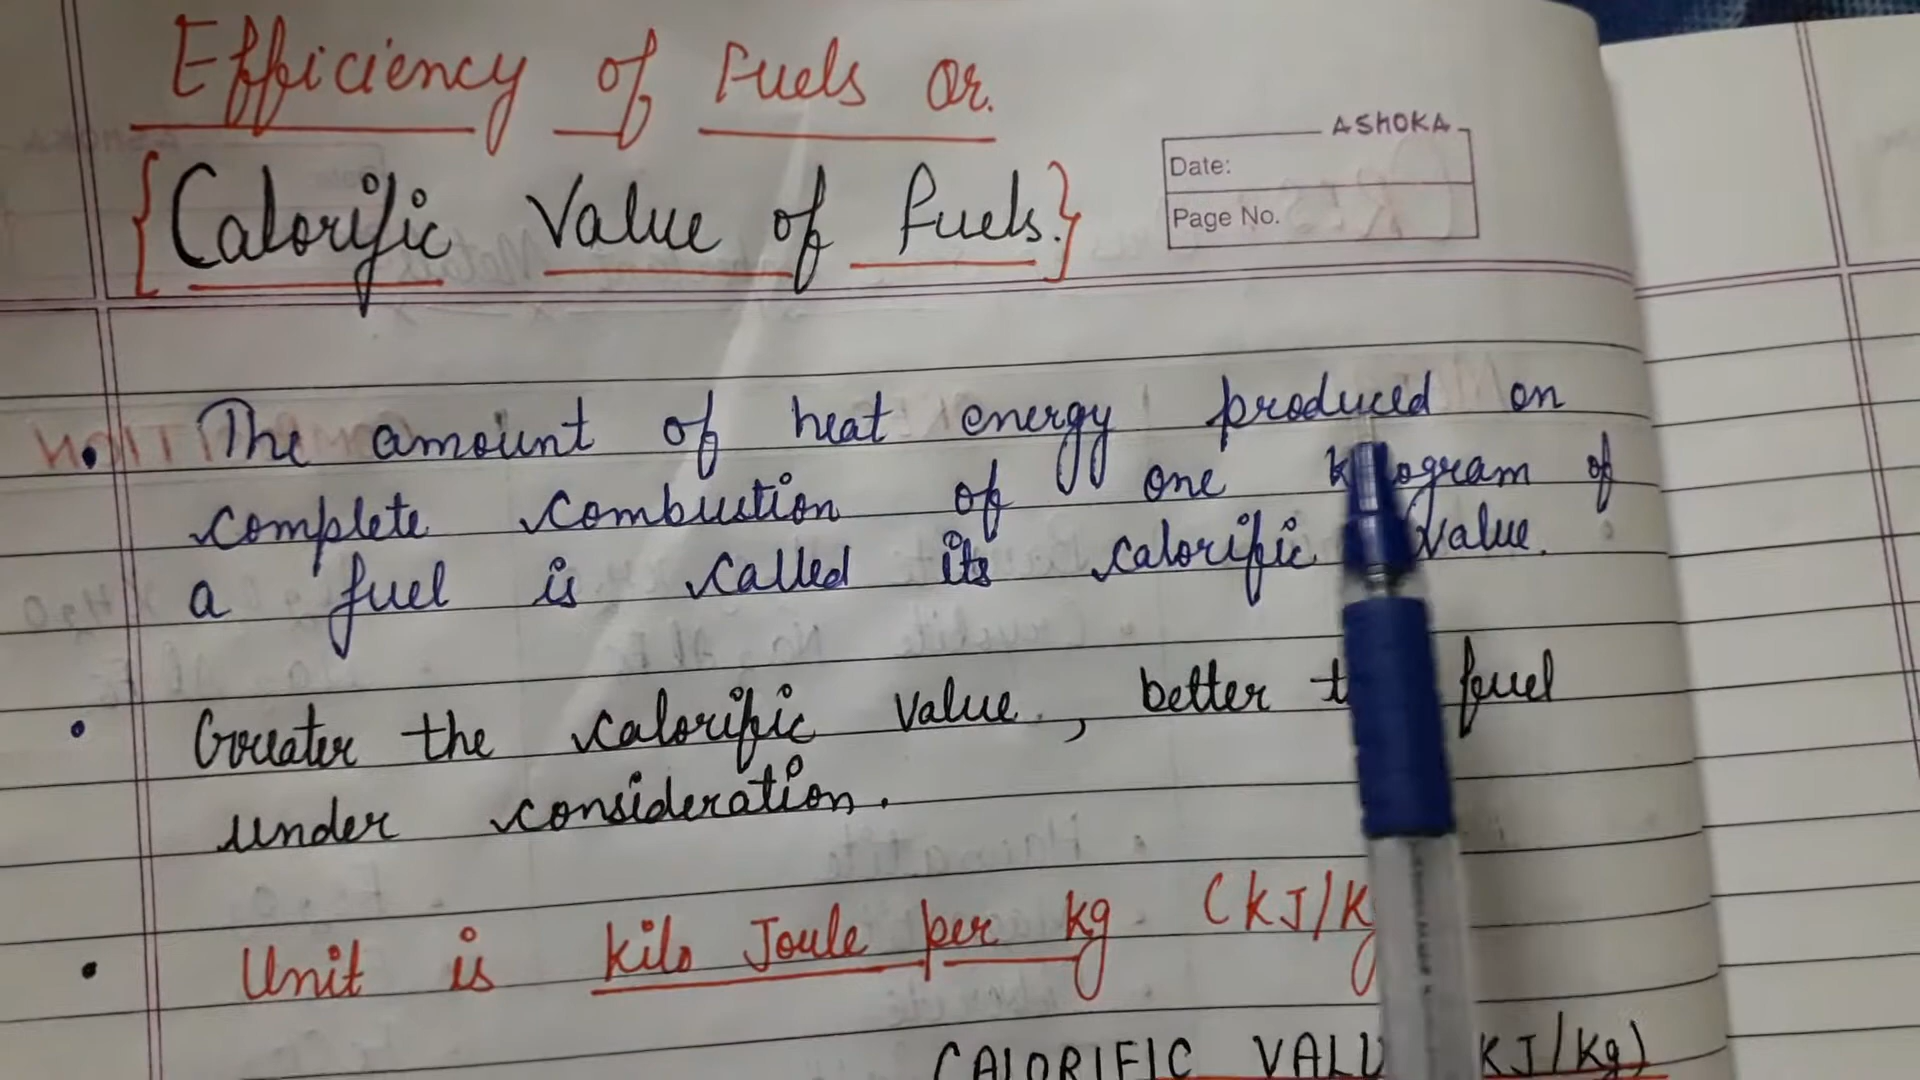 Efficiency of Fuels or.
{Calorific Value of fuels.}
ASHOKA
Date:
Page No.
The amount of heat energy produced on
complete combustion of one kilogram of
a fuel is called its calorific value.
Greater the calorific value, better fuel
under consideration.
Unit is kilo Joule per kg. (KJ/K
CALORIFIC KJ/Kg)